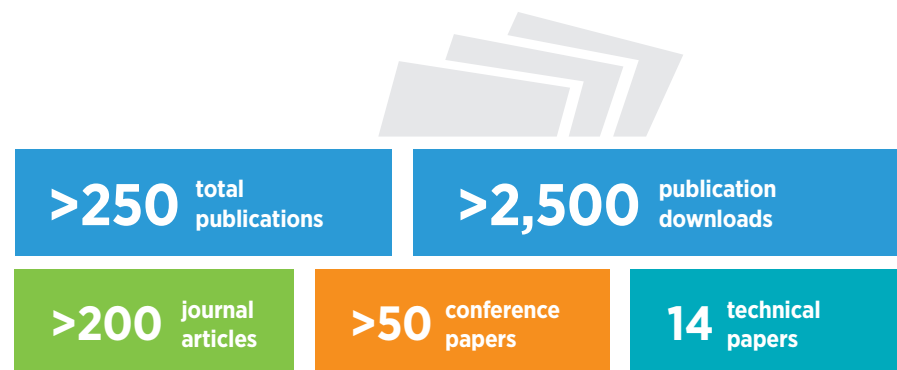 >250 total publications
>2,500 publication downloads
>200 journal articles
>50 conference papers
14 technical papers